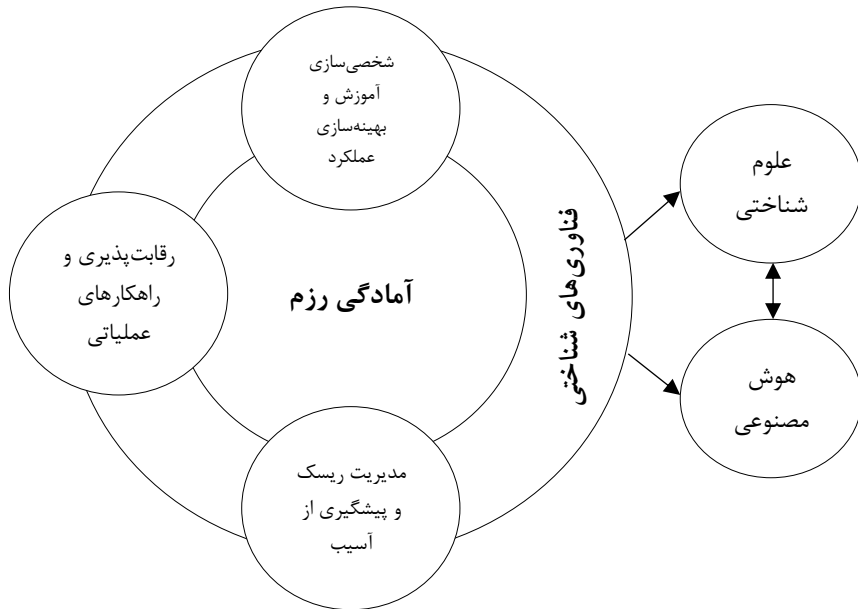 شخصی‌سازی
آموزش و
بهینه‌سازی
عملکرد
علوم
شناختی
فناوری‌های شناختی
آمادگی رزم
رقابت‌پذیری و
راهکارهای
عملیاتی
هوش
مصنوعی
مدیریت ریسک
و پیشگیری از
آسیب